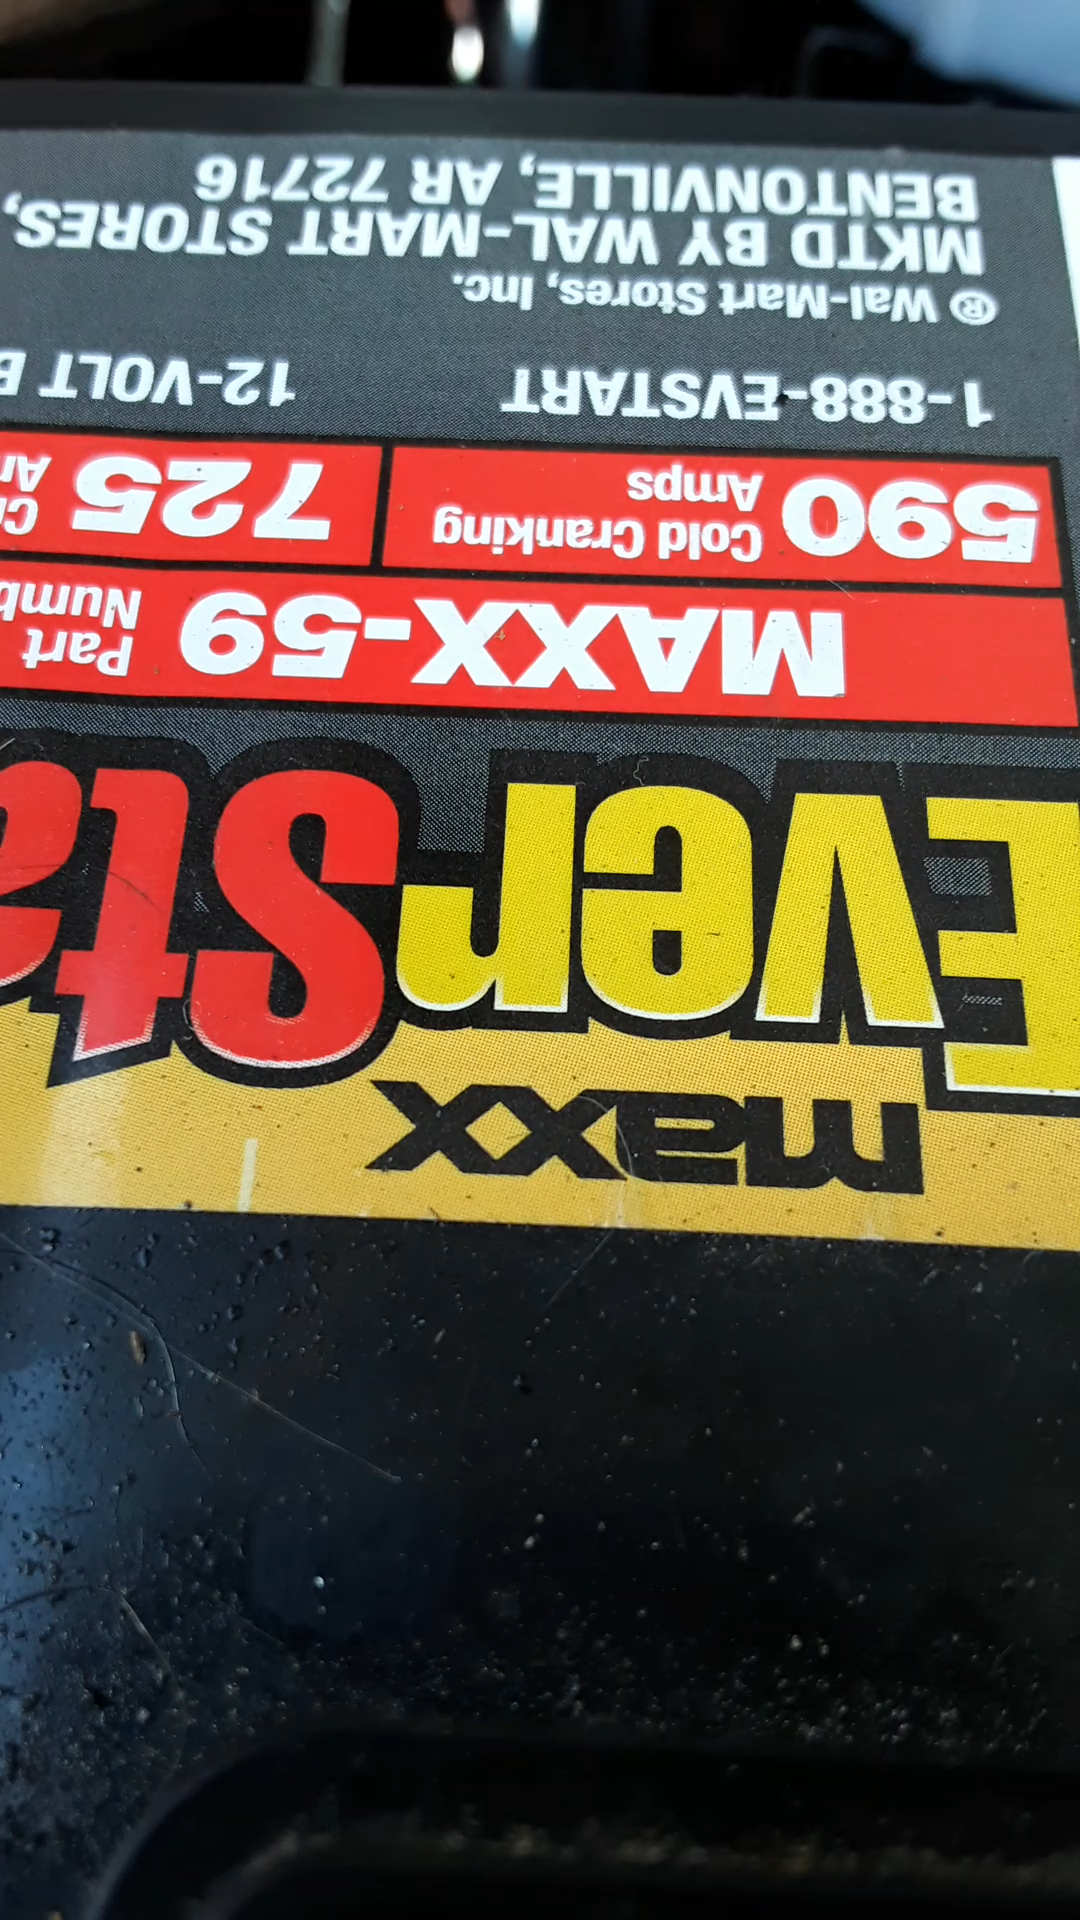 maxx
EverSta
MAXX-59 Part Numb
590 Cold Cranking Amps 725
1-888-EVSTART 12-VOLT B
® Wal-Mart Stores, Inc.
MKTD BY WAL-MART STORES,
BENTONVILLE, AR 72716